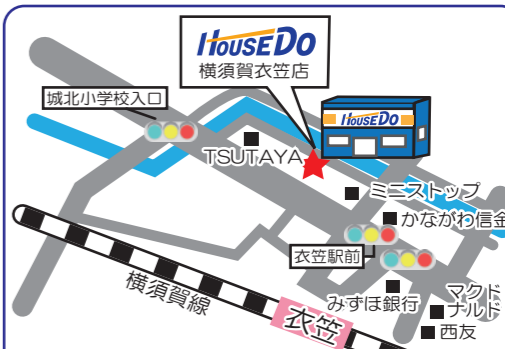 HOUSEDO
横須賀衣笠店
城北小学校入口
HOUSEDO
TSUTAYA
ミニストップ
かながわ信金
衣笠駅前
横須賀線
衣笠
みずほ銀行
マクド
ナルド
西友